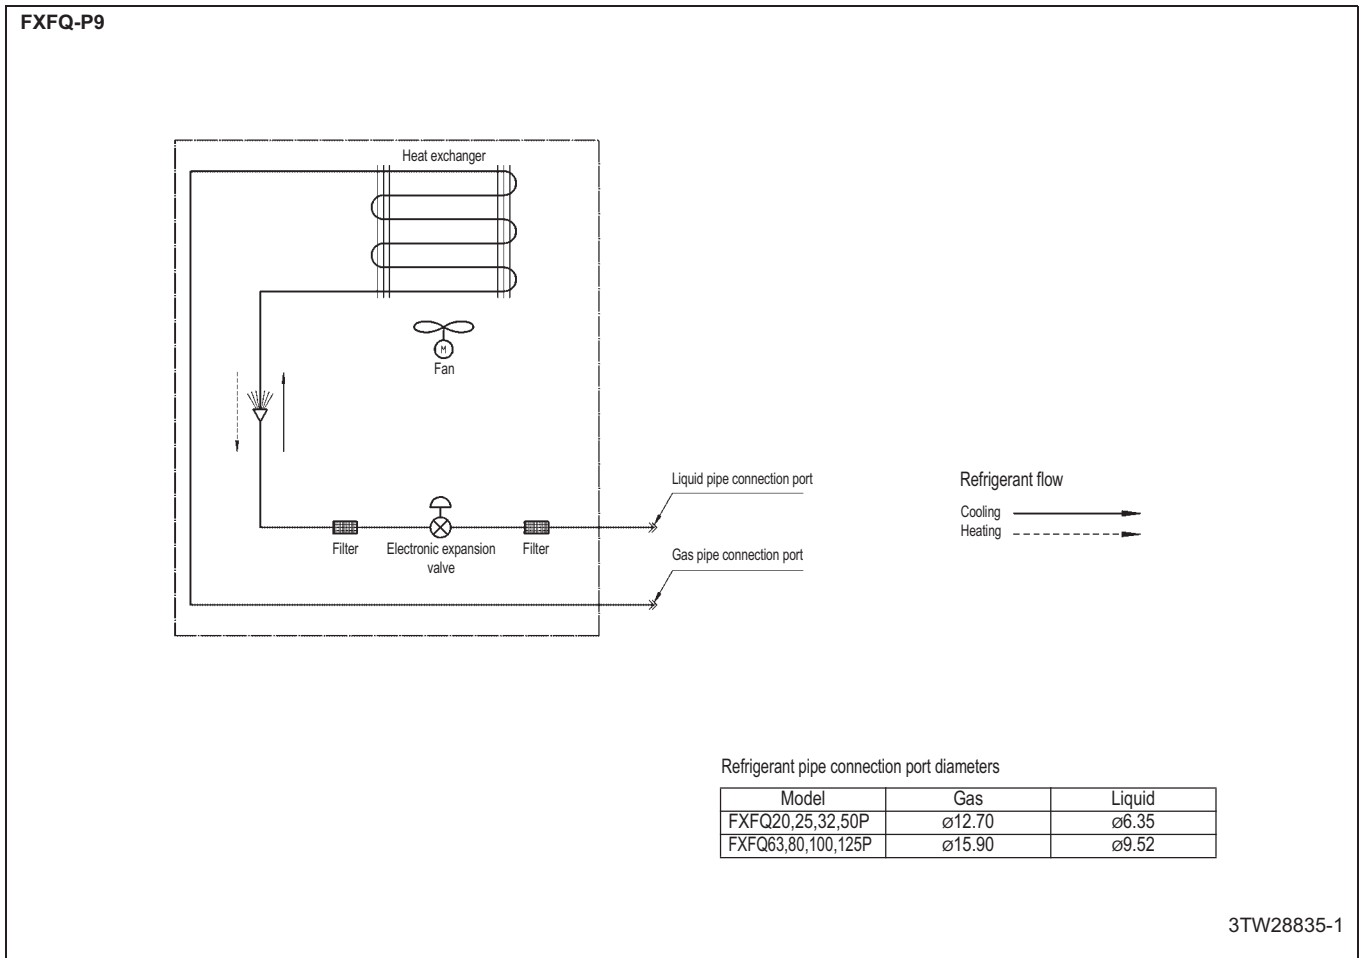 FXFQ-P9
Heat exchanger
M
Fan
Liquid pipe connection port
Refrigerant flow
Cooling
Heating
Filter
Electronic expansion
valve
Filter
Gas pipe connection port
Refrigerant pipe connection port diameters
Model Gas Liquid
FXFQ20,25,32,50P ø12.70 ø6.35
FXFQ63,80,100,125P ø15.90 ø9.52
3TW28835-1